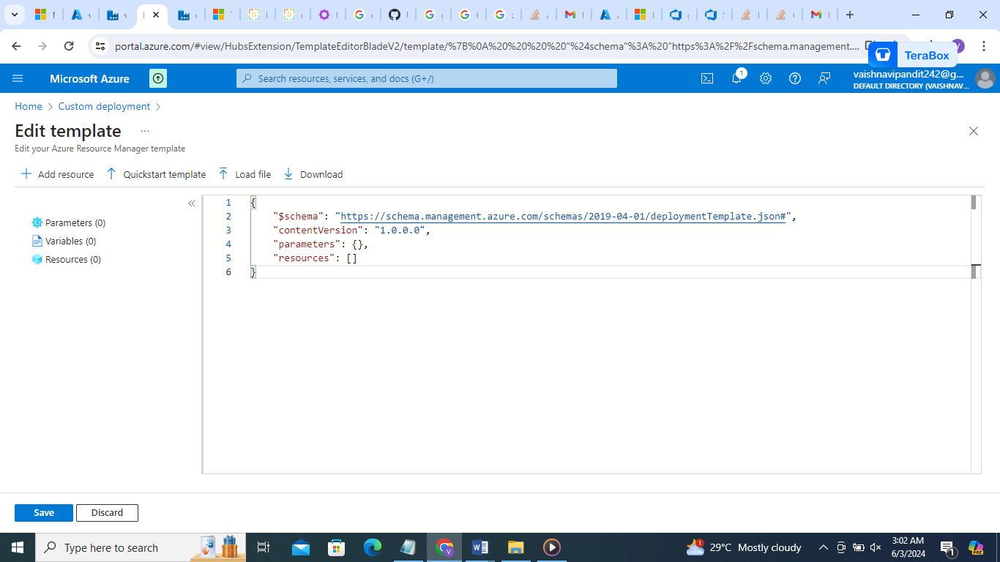 portal.azure.com/#view/HubsExtension/TemplateEditorBladeV2/template/%7B%0A%20%20%20%20"%24schema"%3A%20"https%3A%2F%2Fschema.management....
TeraBox
Microsoft Azure
Search resources, services, and docs (G+/)
1
vaishnavipandit242@g...
DEFAULT DIRECTORY (VAISHNAV...
Home > Custom deployment >
Edit template ...
Edit your Azure Resource Manager template
Add resource Quickstart template Load file Download
Parameters (0)
Variables (0)
Resources (0)
1 {
2 "$schema": "https://schema.management.azure.com/schemas/2019-04-01/deploymentTemplate.json#",
3 "contentVersion": "1.0.0.0",
4 "parameters": {},
5 "resources": []
6 }
Save Discard
Type here to search
1 29°C Mostly cloudy
3:02 AM
6/3/2024
1
PRE